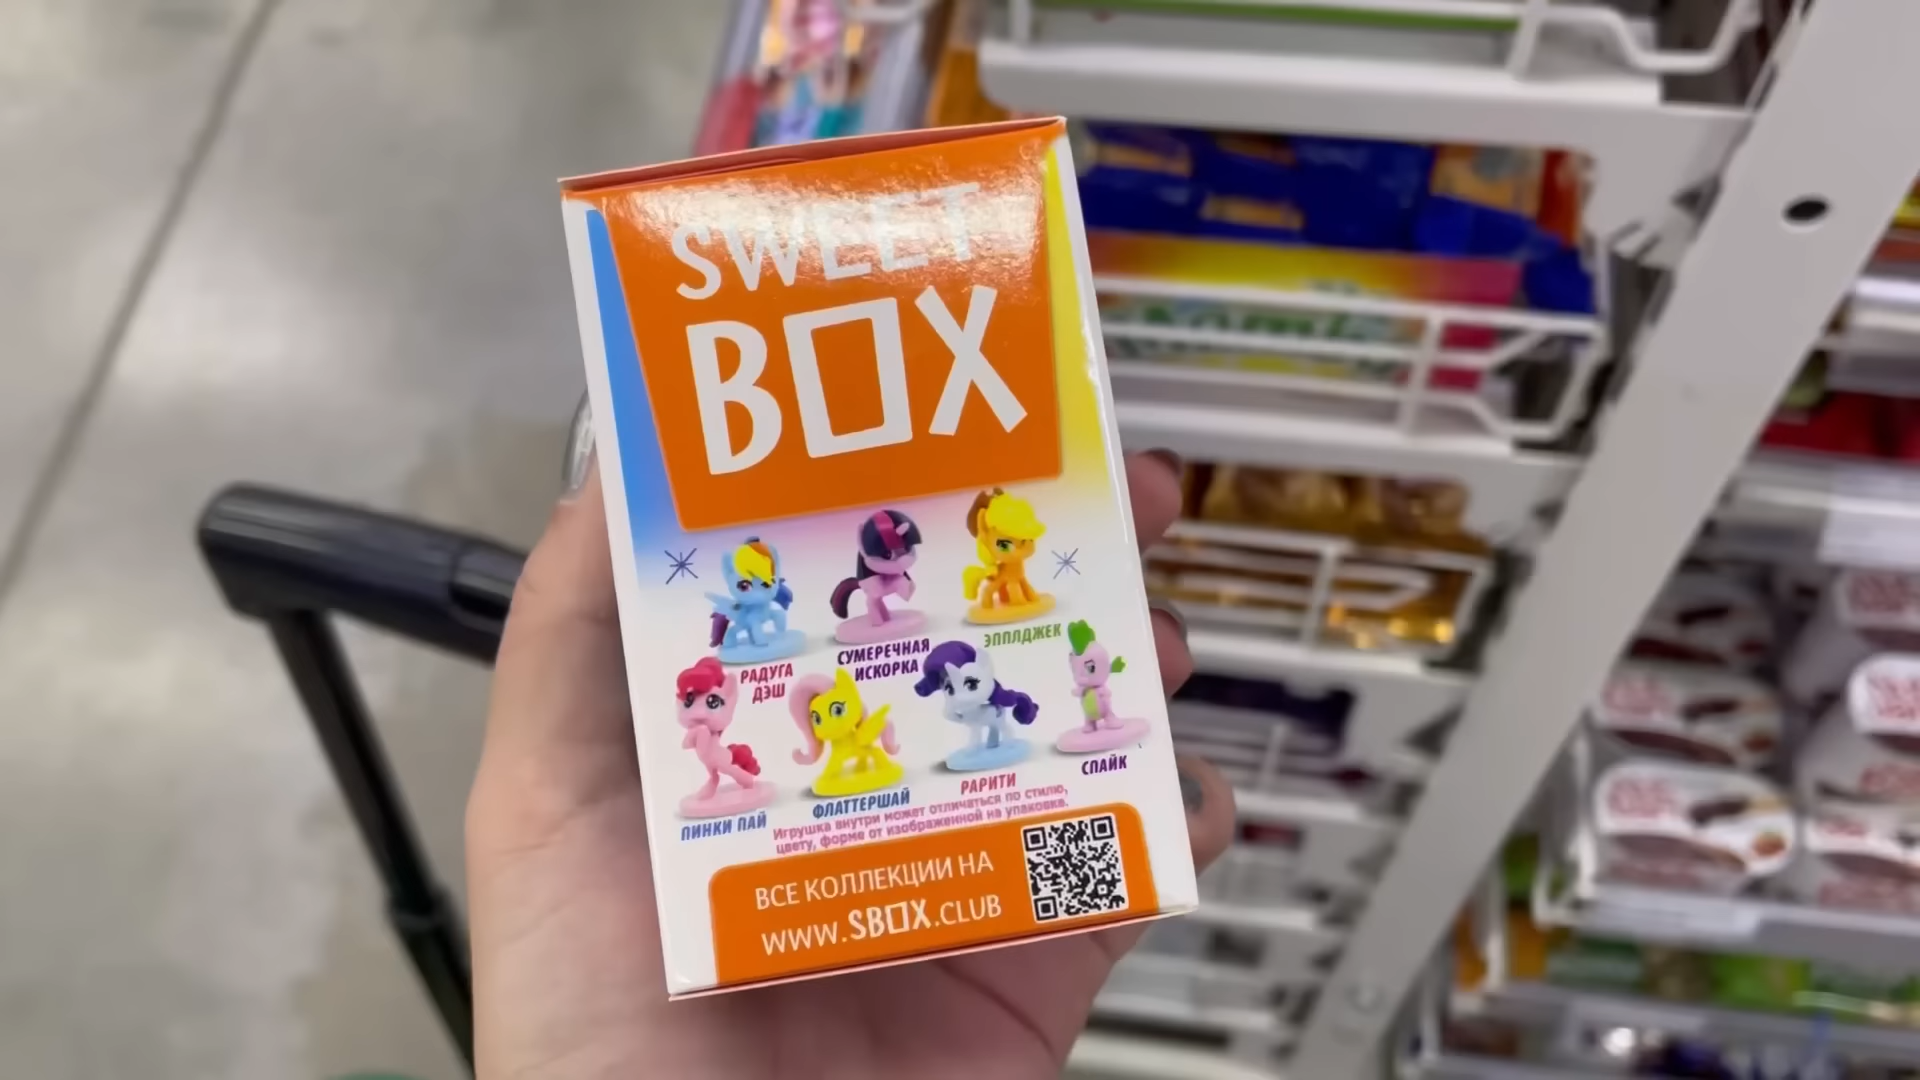 SWEET
BOX
РАДУГА
ДЭШ
СУМЕРЕЧНАЯ
ИСКОРКА
ЭППЛДЖЕК
ПИНКИ ПАЙ
ФЛАТТЕРШАЙ
РАРИТИ
СПАЙК
Игрушка внутри может отличаться по стилю,
цвету, форме от изображенной на упаковке.
ВСЕ КОЛЛЕКЦИИ НА
WWW.SBOX.CLUB